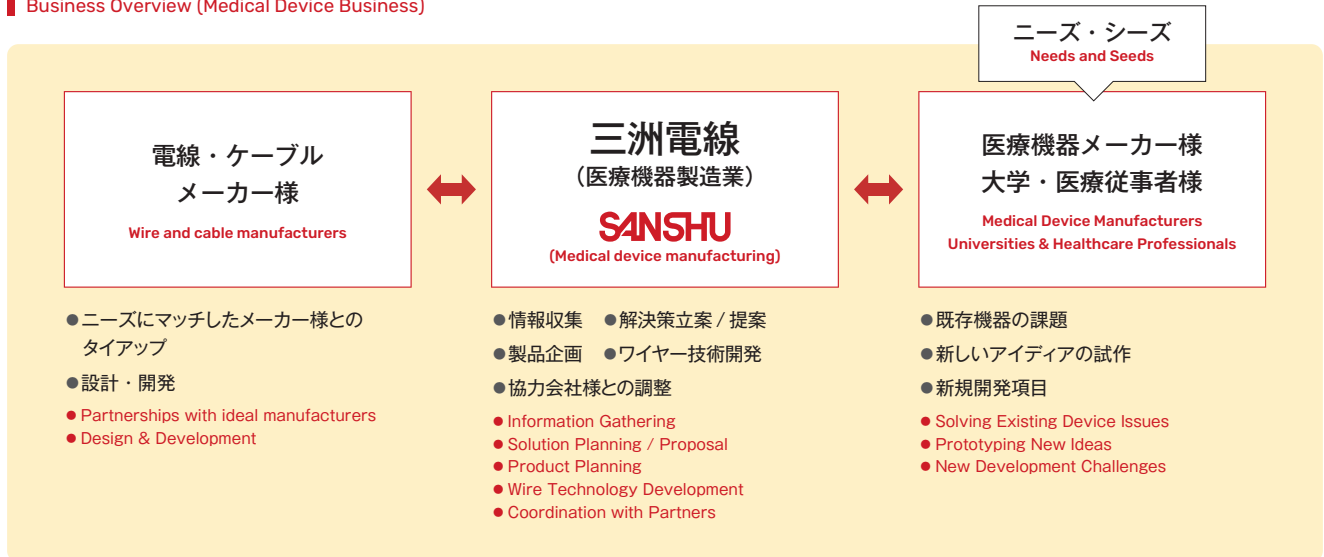 Business Overview (Medical Device Business)
ニーズ・シーズ
Needs and Seeds
電線・ケーブル
メーカー様
Wire and cable manufacturers
三洲電線
（医療機器製造業）
SANSHU
(Medical device manufacturing)
医療機器メーカー様
大学・医療従事者様
Medical Device Manufacturers
Universities & Healthcare Professionals
●ニーズにマッチしたメーカー様との
タイアップ
●設計・開発
● Partnerships with ideal manufacturers
● Design & Development
●情報収集 ●解決策立案 / 提案
●製品企画 ●ワイヤー技術開発
●協力会社様との調整
● Information Gathering
● Solution Planning / Proposal
● Product Planning
● Wire Technology Development
● Coordination with Partners
●既存機器の課題
●新しいアイディアの試作
●新規開発項目
● Solving Existing Device Issues
● Prototyping New Ideas
● New Development Challenges